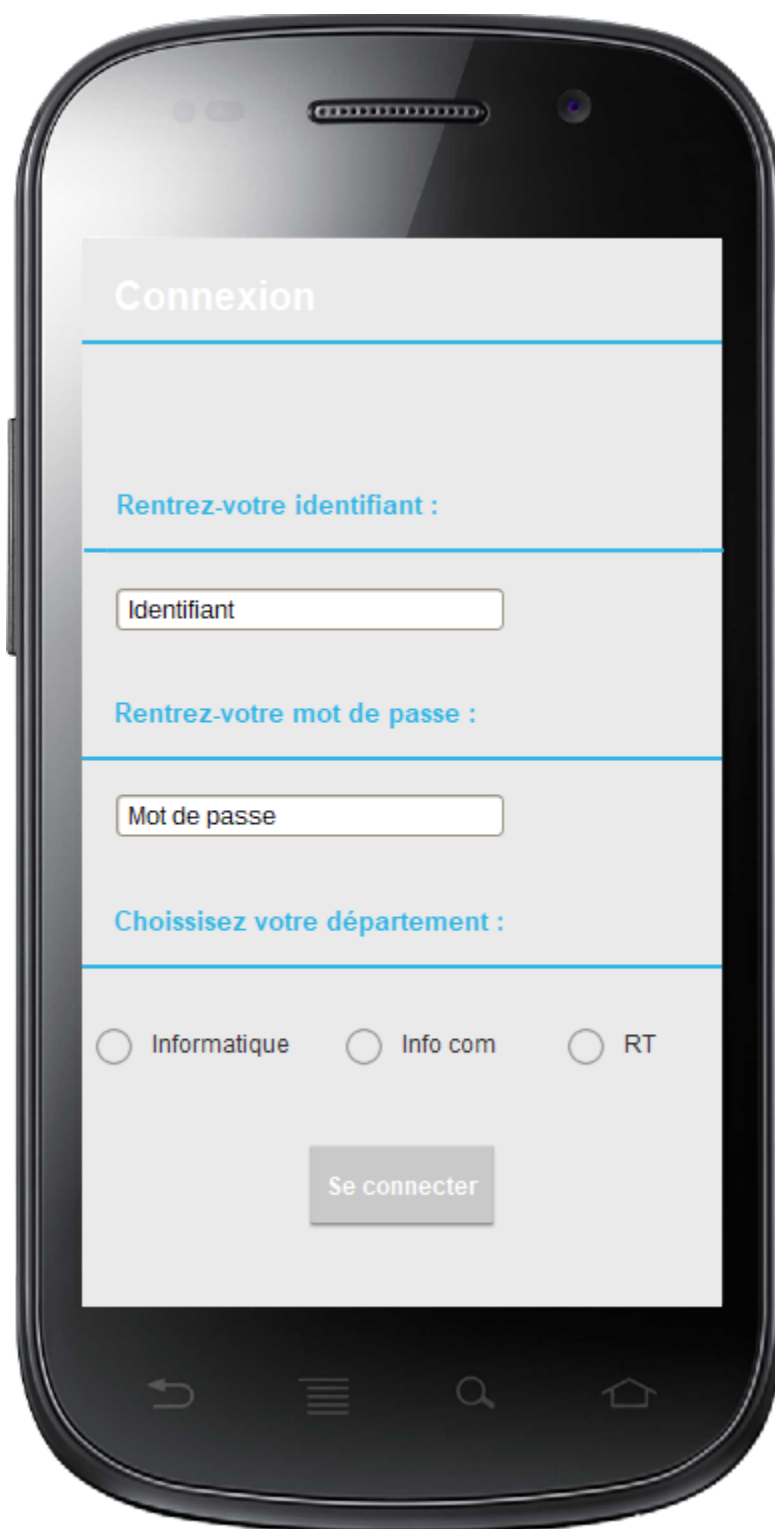 Connexion
Rentrez-votre identifiant :
Identifiant
Rentrez-votre mot de passe :
Mot de passe
Choissisez votre département :
Informatique Info com RT
Se connecter